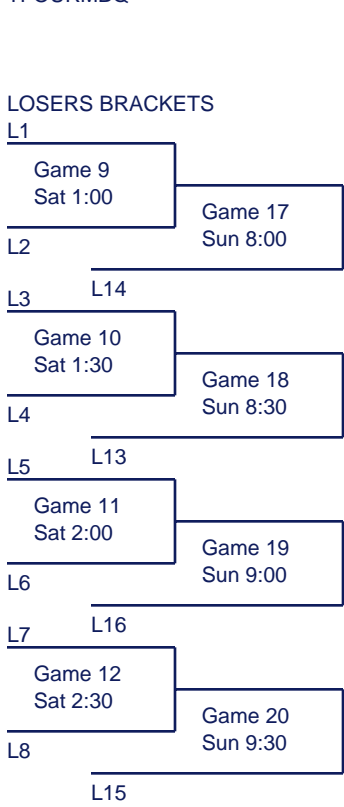 LOSERS BRACKETS
L1
Game 9
Sat 1:00
Game 17
Sun 8:00
L2
L14
L3
Game 10
Sat 1:30
Game 18
Sun 8:30
L4
L13
L5
Game 11
Sat 2:00
Game 19
Sun 9:00
L6
L16
L7
Game 12
Sat 2:30
Game 20
Sun 9:30
L8
L15